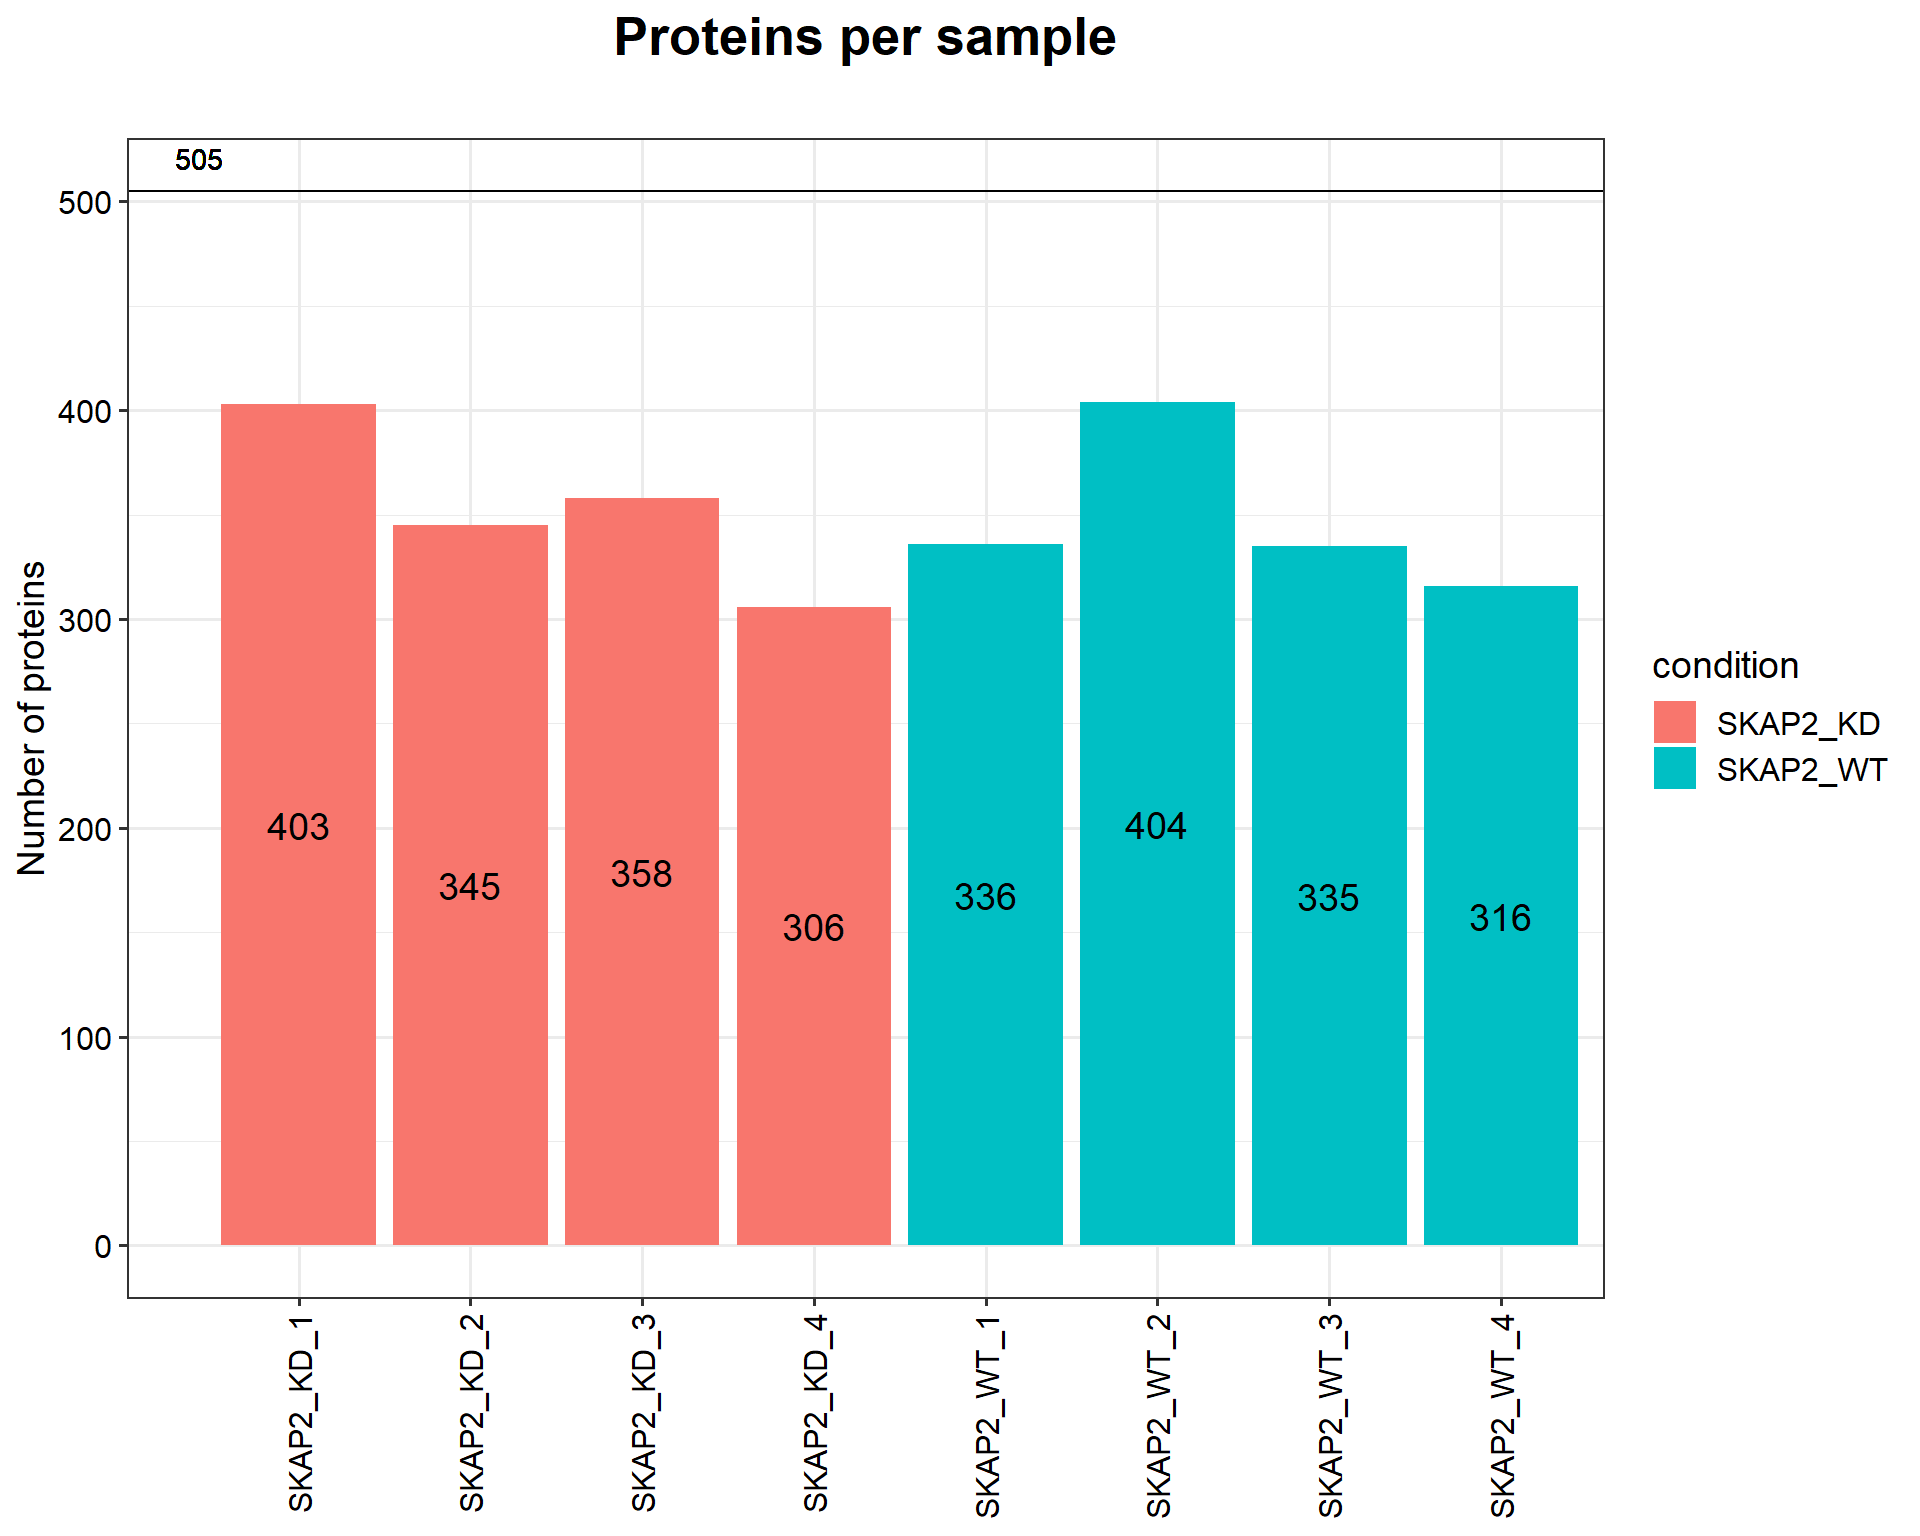 Proteins per sample
505
500
400
300
200
100
0
Number of proteins
403
345
358
306
336
404
335
316
SKAP2_KD_1
SKAP2_KD_2
SKAP2_KD_3
SKAP2_KD_4
SKAP2_WT_1
SKAP2_WT_2
SKAP2_WT_3
SKAP2_WT_4
condition
SKAP2_KD
SKAP2_WT